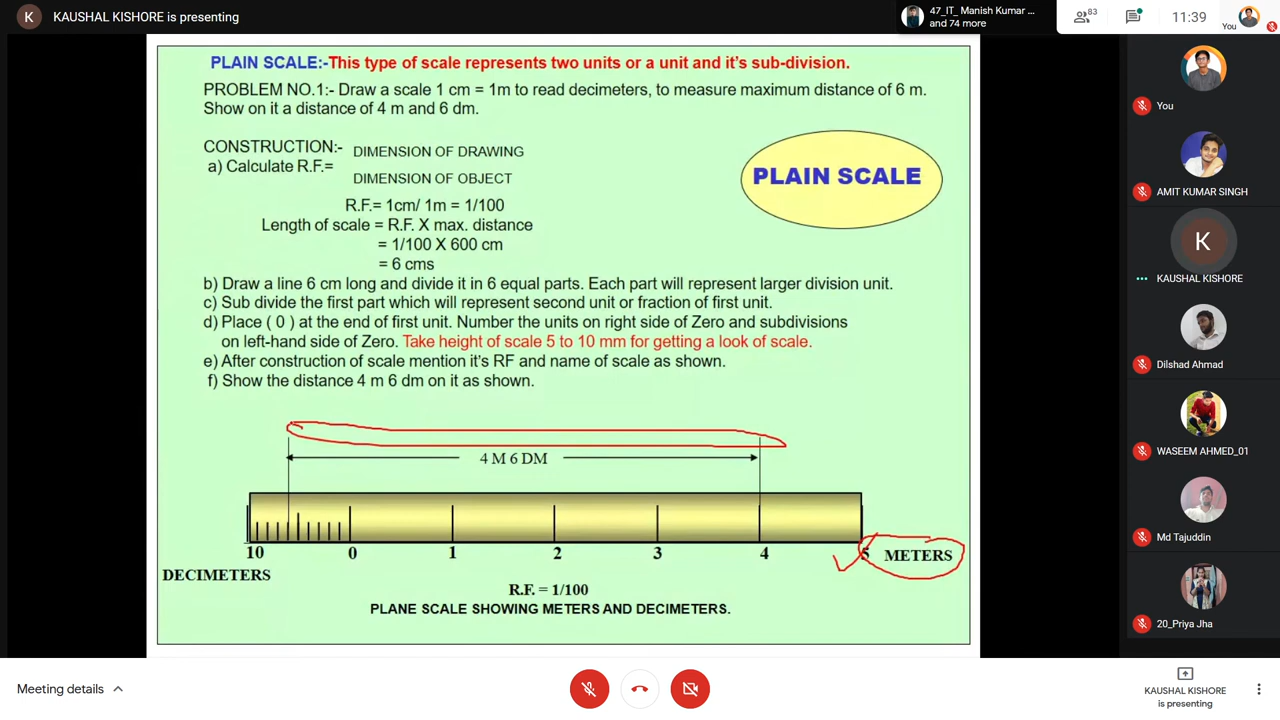 K KAUSHAL KISHORE is presenting
47_IT_ Manish Kumar ...
and 74 more
83
11:39
You
PLAIN SCALE:-This type of scale represents two units or a unit and it's sub-division.
PROBLEM NO.1:- Draw a scale 1 cm = 1m to read decimeters, to measure maximum distance of 6 m.
Show on it a distance of 4 m and 6 dm.
CONSTRUCTION:-
a) Calculate R.F.=
DIMENSION OF DRAWING
DIMENSION OF OBJECT
R.F.= 1cm/ 1m = 1/100
Length of scale = R.F. X max. distance
= 1/100 X 600 cm
= 6 cms
PLAIN SCALE
b) Draw a line 6 cm long and divide it in 6 equal parts. Each part will represent larger division unit.
c) Sub divide the first part which will represent second unit or fraction of first unit.
d) Place ( 0 ) at the end of first unit. Number the units on right side of Zero and subdivisions
on left-hand side of Zero. Take height of scale 5 to 10 mm for getting a look of scale.
e) After construction of scale mention it's RF and name of scale as shown.
f) Show the distance 4 m 6 dm on it as shown.
4 M 6 DM
10 0 1 2 3 4 5 METERS
DECIMETERS
R.F. = 1/100
PLANE SCALE SHOWING METERS AND DECIMETERS.
You
AMIT KUMAR SINGH
K
KAUSHAL KISHORE
Dilshad Ahmad
WASEEM AHMED_01
Md Tajuddin
20_Priya Jha
Meeting details
KAUSHAL KISHORE
is presenting